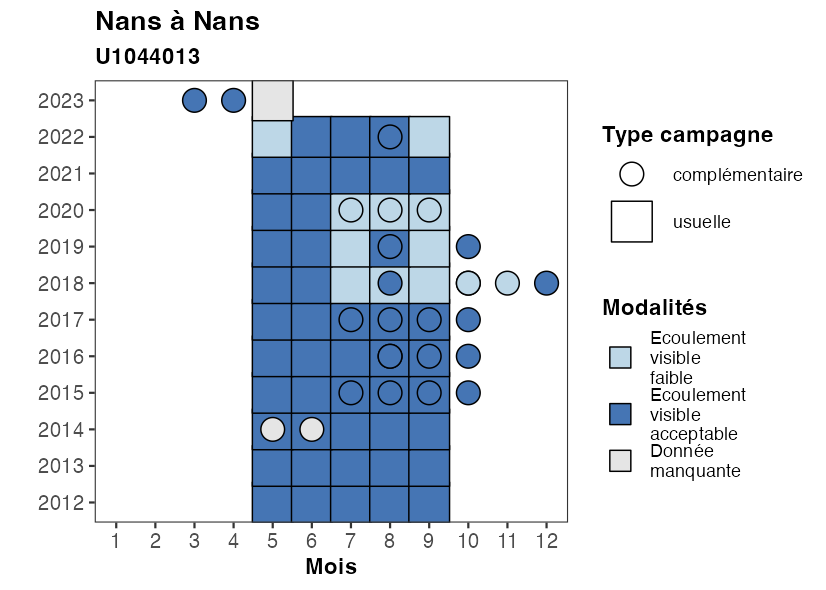 Nans à Nans
U1044013
2023
2022
2021
2020
2019
2018
2017
2016
2015
2014
2013
2012
1 2 3 4 5 6 7 8 9 10 11 12
Mois
Type campagne
complémentaire
usuelle
Modalités
Ecoulement
visible
faible
Ecoulement
visible
acceptable
Donnée
manquante